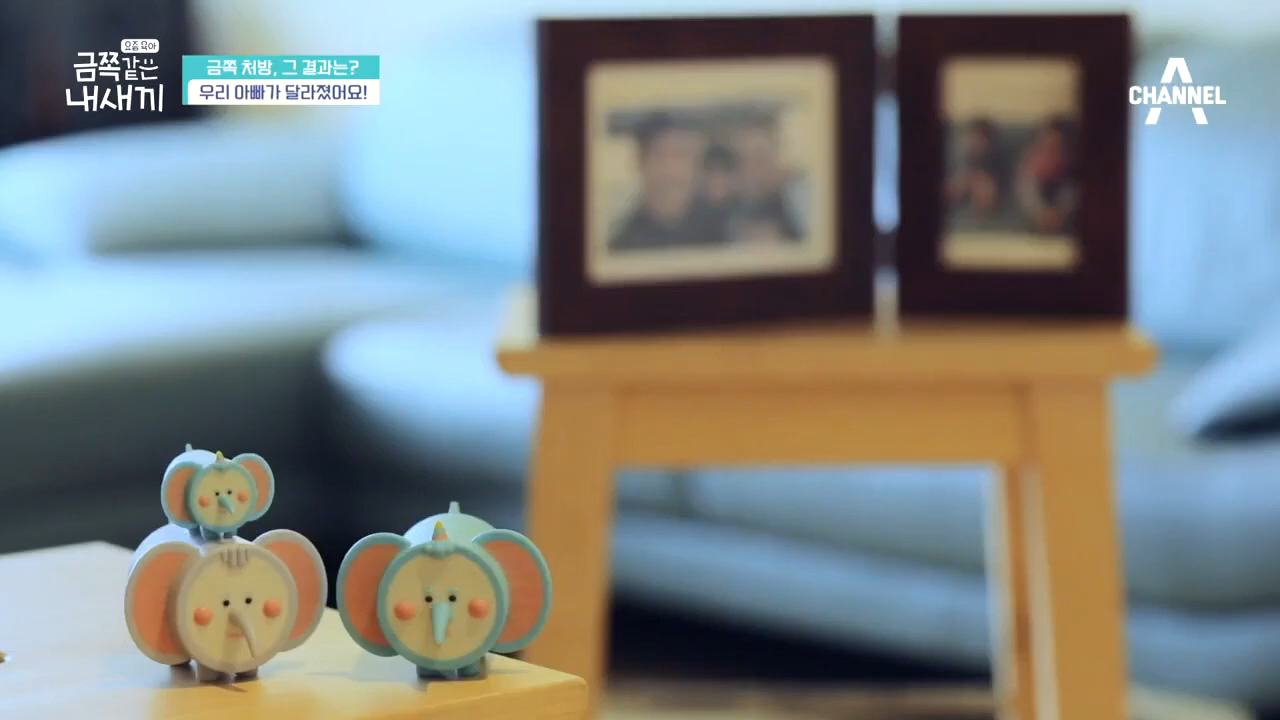 요즘 육아
금쪽같은
내새끼
금쪽 처방, 그 결과는?
우리 아빠가 달라졌어요!
CHANNEL A